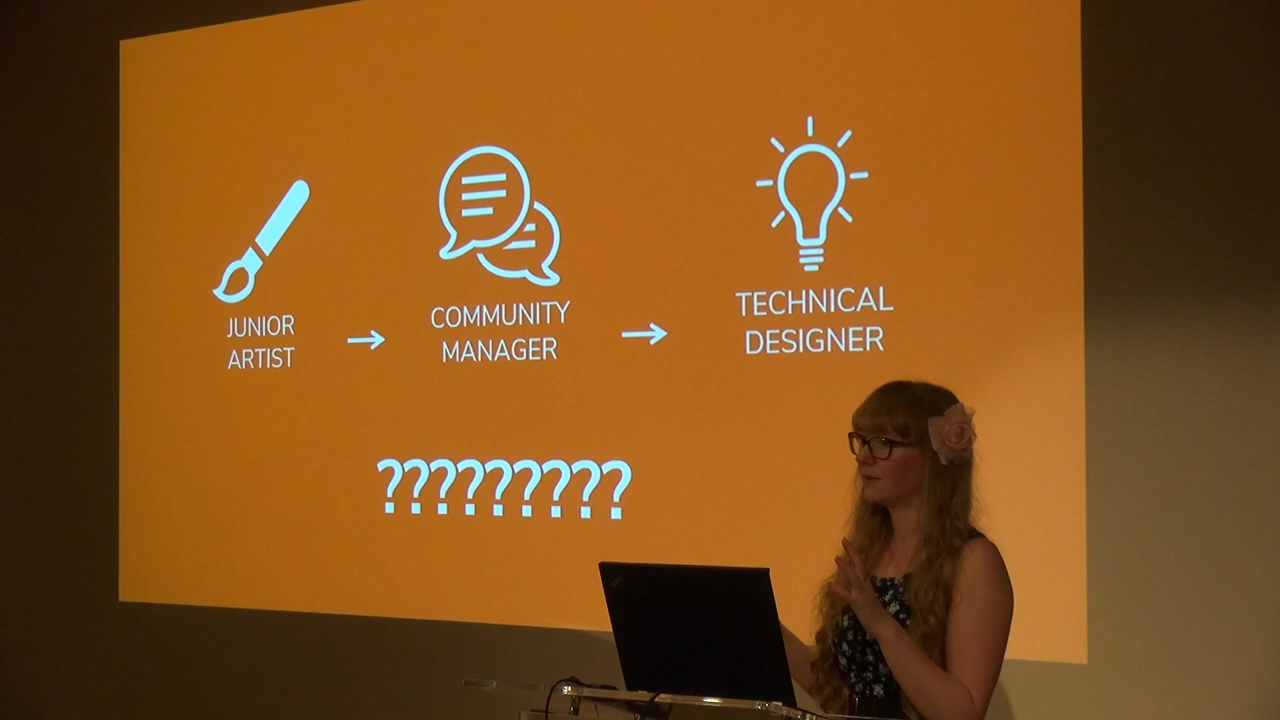 JUNIOR
ARTIST
→
COMMUNITY
MANAGER
→
TECHNICAL
DESIGNER
?????????